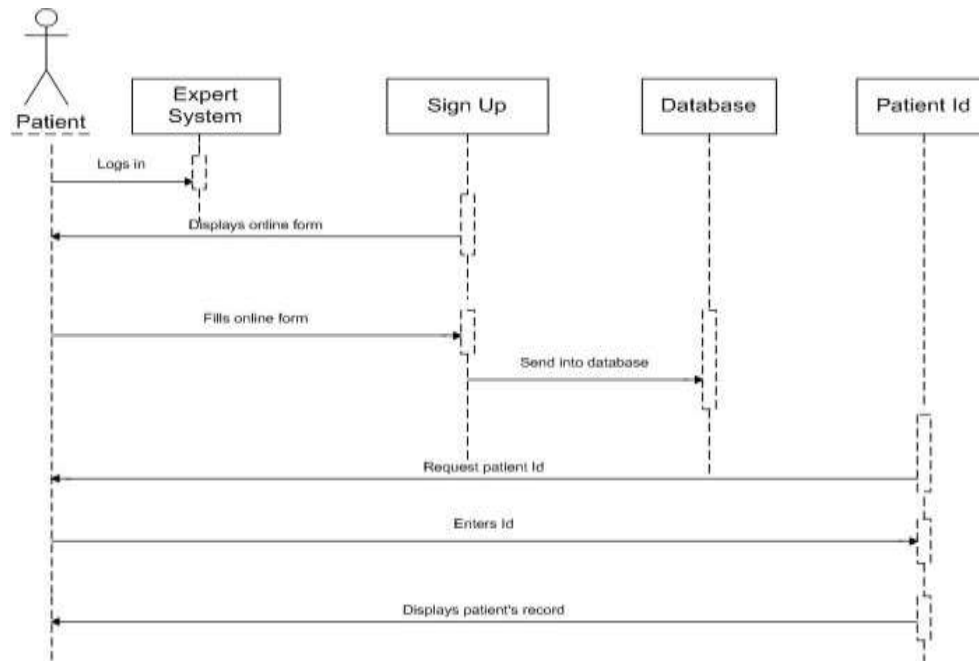 Patient
Expert
System
Sign Up
Database
Patient Id
Logs in
Displays online form
Fills online form
Send into database
Request patient Id
Enters Id
Displays patient's record